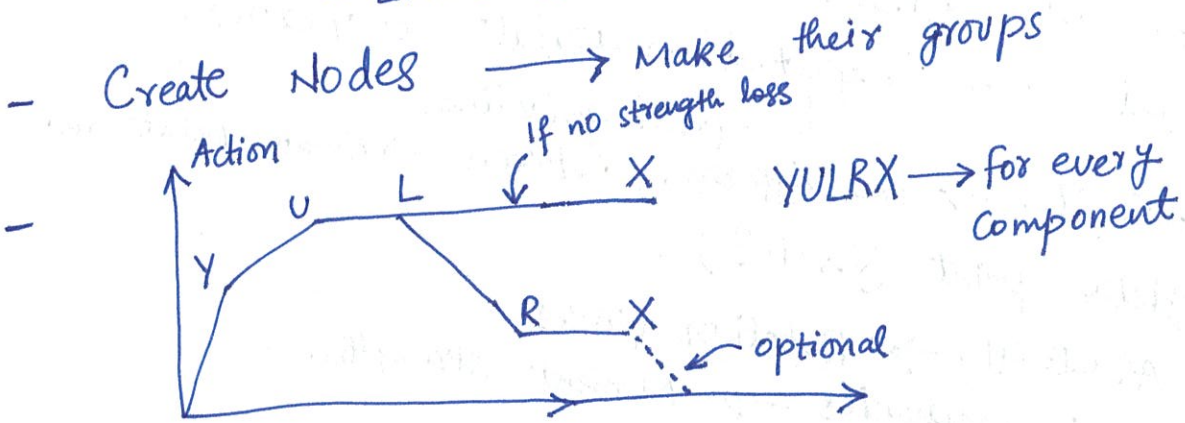 - Create Nodes → Make their groups
If no strength loss
-
Action
U
L
X
Y
R
X
optional
YULRX → for every
component